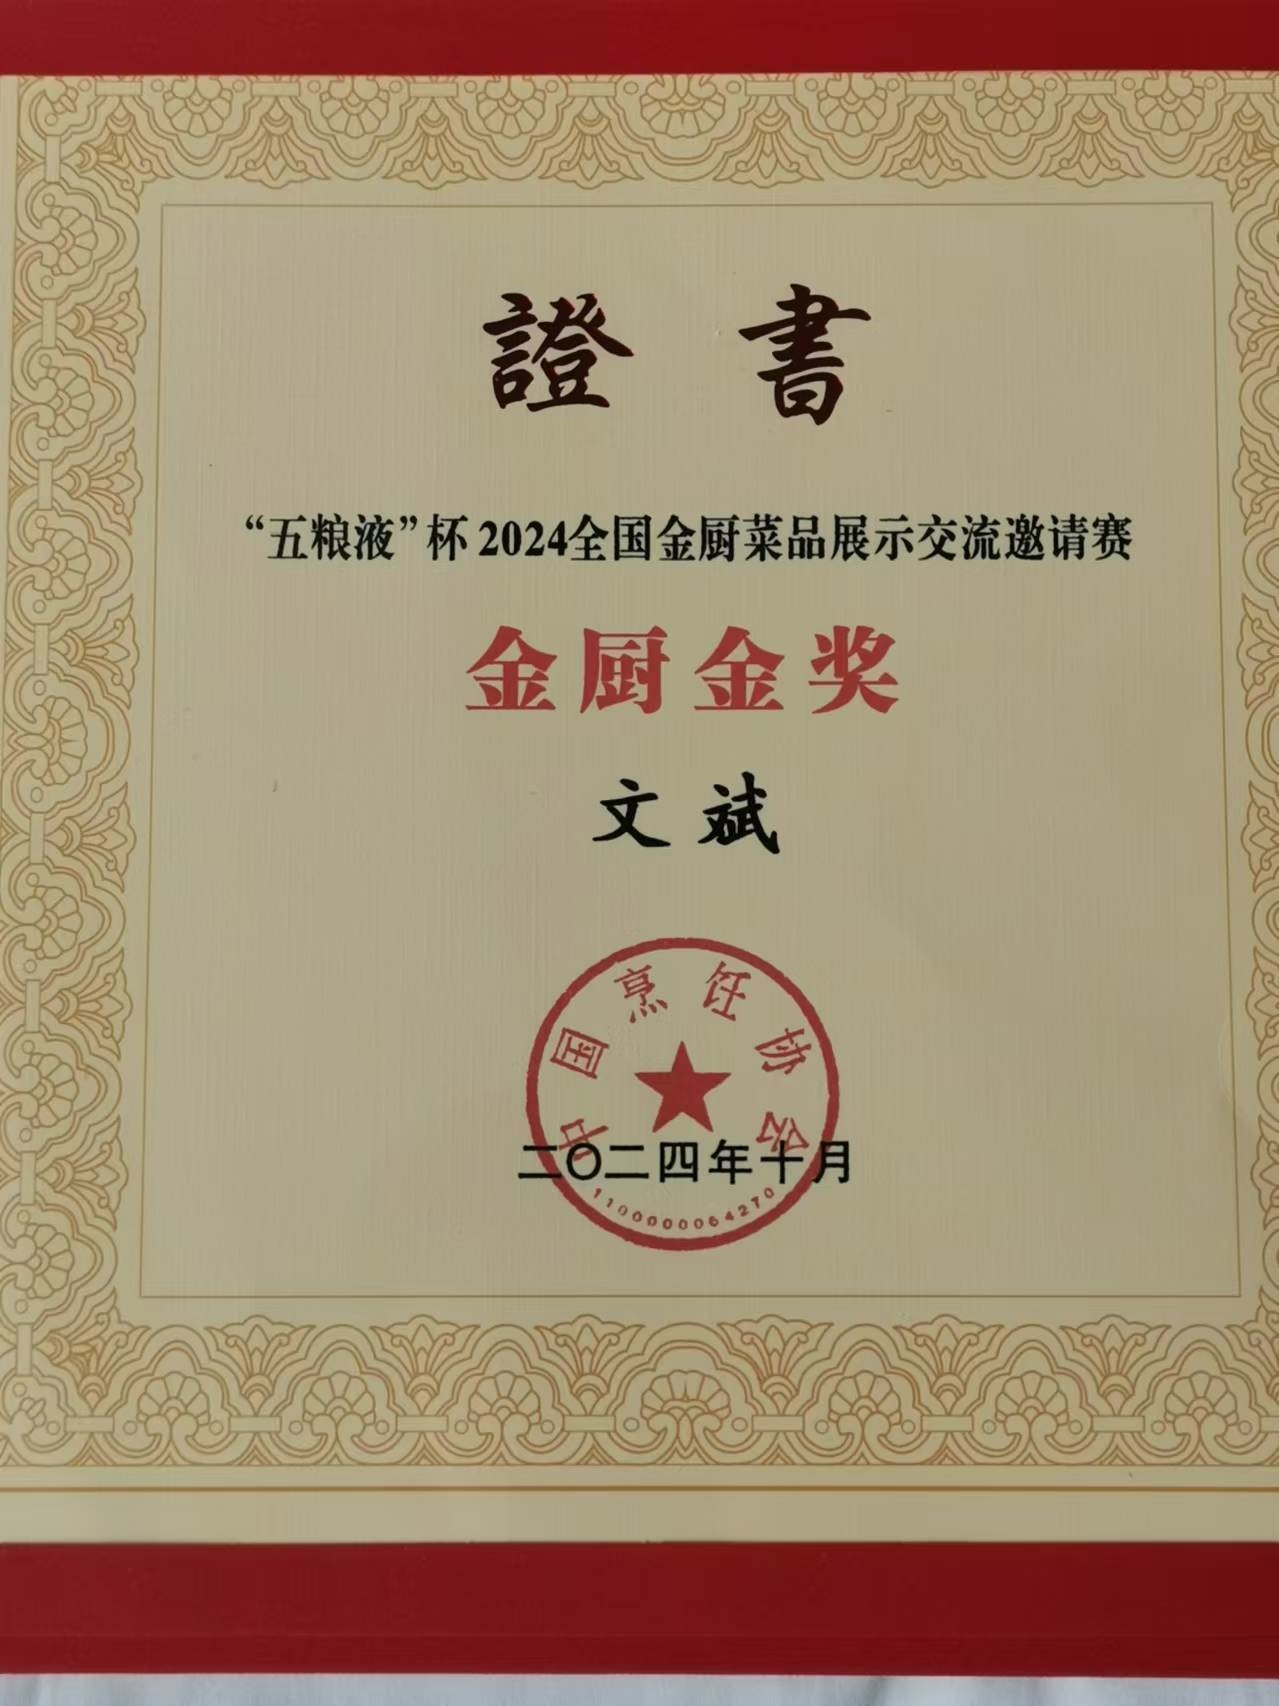 證書
“五粮液”杯2024全国金厨菜品展示交流邀请赛
金厨金奖
文斌
中国烹饪协会
二〇二四年十月
1100000064270